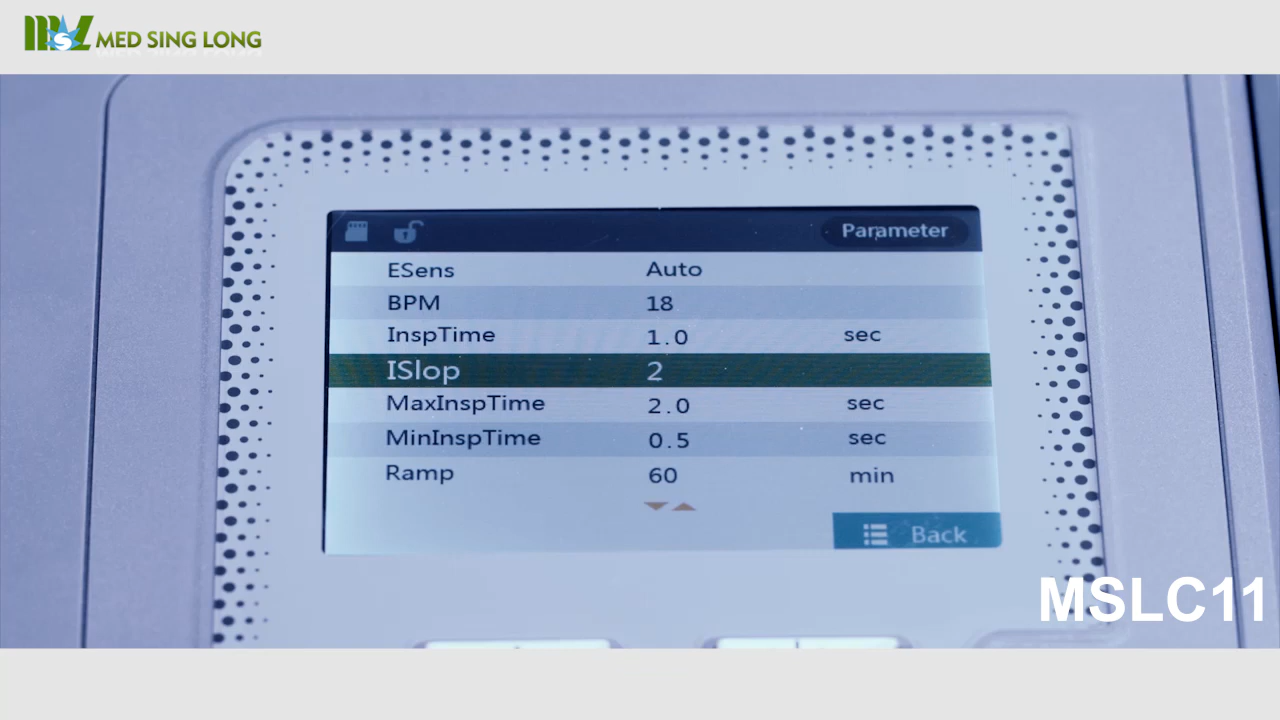 MSL MED SING LONG
Parameter
ESens Auto
BPM 18
InspTime 1.0 sec
ISlop 2
MaxInspTime 2.0 sec
MinInspTime 0.5 sec
Ramp 60 min
Back
MSLC11